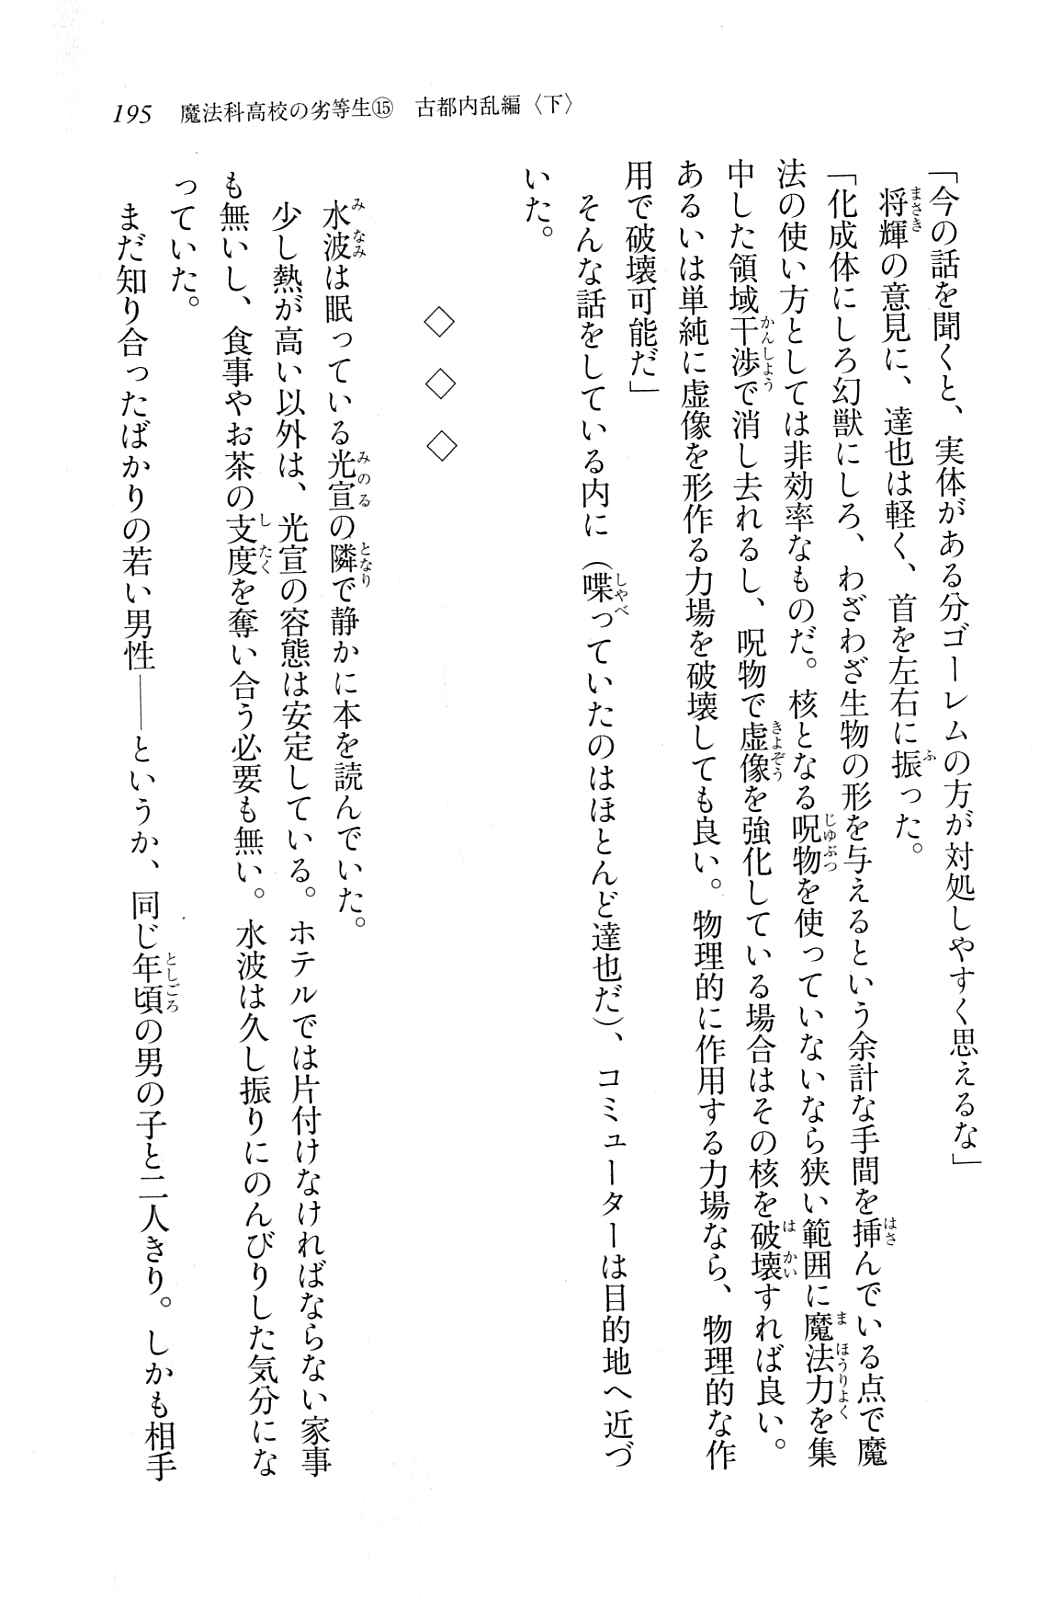 195 魔法科高校の劣等生⑮ 古都内乱編〈下〉
「今の話を聞くと、実体がある分ゴーレムの方が対処しやすく思えるな」
将輝の意見に、達也は軽く、首を左右に振った。
「化成体にしろ幻獣にしろ、わざわざ生物の形を与えるという余計な手間を挿んでいる点で魔
法の使い方としては非効率なものだ。核となる呪物を使っていないなら狭い範囲に魔法力を集
中した領域干渉で消し去れるし、呪物で虚像を強化している場合はその核を破壊すれば良い。
あるいは単純に虚像を形作る力場を破壊しても良い。物理的に作用する力場なら、物理的な作
用で破壊可能だ」
そんな話をしている内に（喋っていたのはほとんど達也だ）、コミューターは目的地へ近づ
いた。
◇ ◇ ◇
水波は眠っている光宣の隣で静かに本を読んでいた。
少し熱が高い以外は、光宣の容態は安定している。ホテルでは片付けなければならない家事
も無いし、食事やお茶の支度を奪い合う必要も無い。水波は久し振りにのんびりした気分にな
っていた。
まだ知り合ったばかりの若い男性――というか、同じ年頃の男の子と二人きり。しかも相手